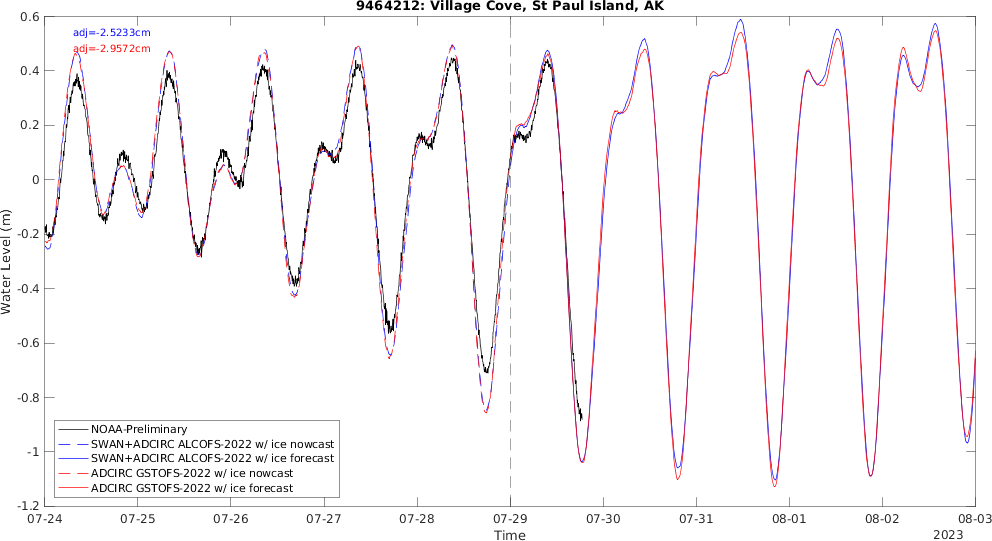 9464212: Village Cove, St Paul Island, AK
adj=-2.5233cm
adj=-2.9572cm
0.6
0.4
0.2
0
-0.2
-0.4
-0.6
-0.8
-1
-1.2
Water Level (m)
NOAA-Preliminary
SWAN+ADCIRC ALCOFS-2022 w/ ice nowcast
SWAN+ADCIRC ALCOFS-2022 w/ ice forecast
ADCIRC GSTOFS-2022 w/ ice nowcast
ADCIRC GSTOFS-2022 w/ ice forecast
07-24 07-25 07-26 07-27 07-28 07-29 07-30 07-31 08-01 08-02 08-03
Time
2023